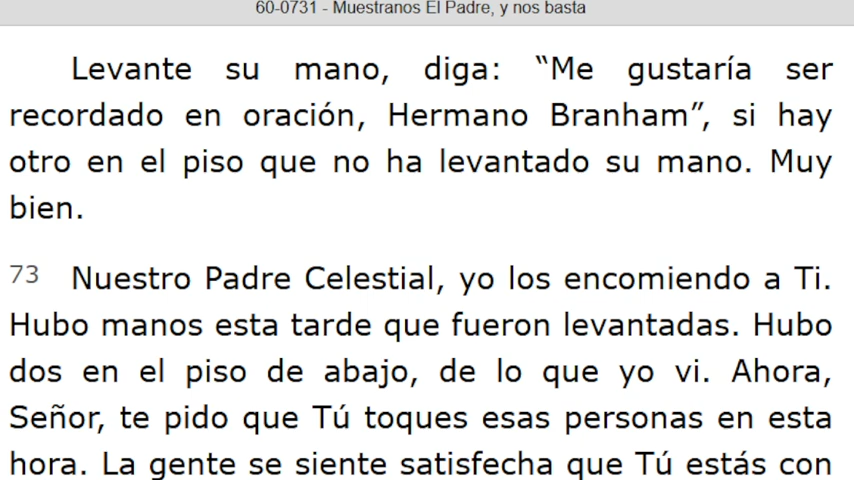 60-0731 - Muestranos El Padre, y nos basta
Levante su mano, diga: “Me gustaría ser
recordado en oración, Hermano Branham”, si hay
otro en el piso que no ha levantado su mano. Muy
bien.
73 Nuestro Padre Celestial, yo los encomiendo a Ti.
Hubo manos esta tarde que fueron levantadas. Hubo
dos en el piso de abajo, de lo que yo vi. Ahora,
Señor, te pido que Tú toques esas personas en esta
hora. La gente se siente satisfecha que Tú estás con